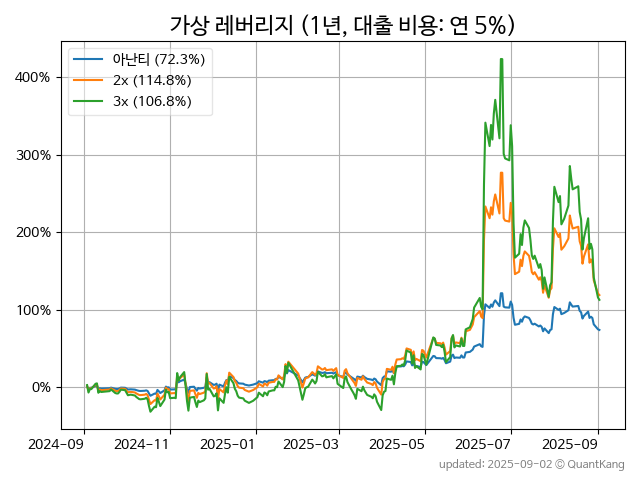 가상 레버리지 (1년, 대출 비용: 연 5%)
아난티 (72.3%)
2x (114.8%)
3x (106.8%)
400%
300%
200%
100%
0%
2024-09
2024-11
2025-01
2025-03
2025-05
2025-07
2025-09
updated: 2025-09-02 © QuantKang